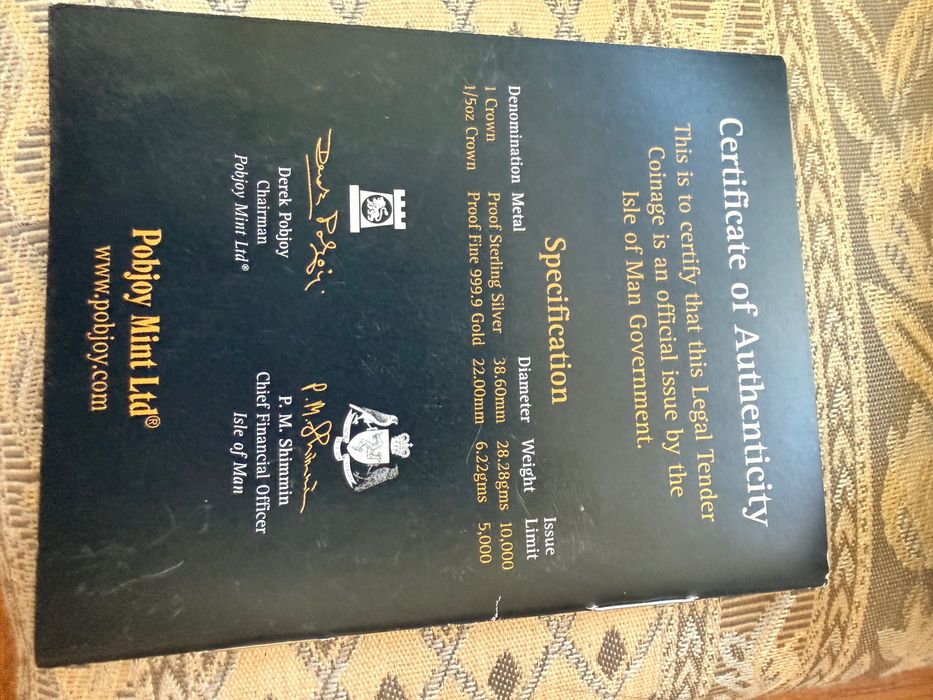 Certificate of Authenticity
This is to certify that this Legal Tender
Coinage is an official issue by the
Isle of Man Government.
Specification
Denomination Metal Diameter Weight Issue Limit
1 Crown Proof Sterling Silver 38.60mm 28.28gms 10,000
1/5oz Crown Proof Fine 999.9 Gold 22.00mm 6.22gms 5,000
Derek Pobjoy
Derek Pobjoy
Chairman
Pobjoy Mint Ltd®
P.M Shimmin
P. M. Shimmin
Chief Financial Officer
Isle of Man
Pobjoy Mint Ltd®
www.pobjoy.com